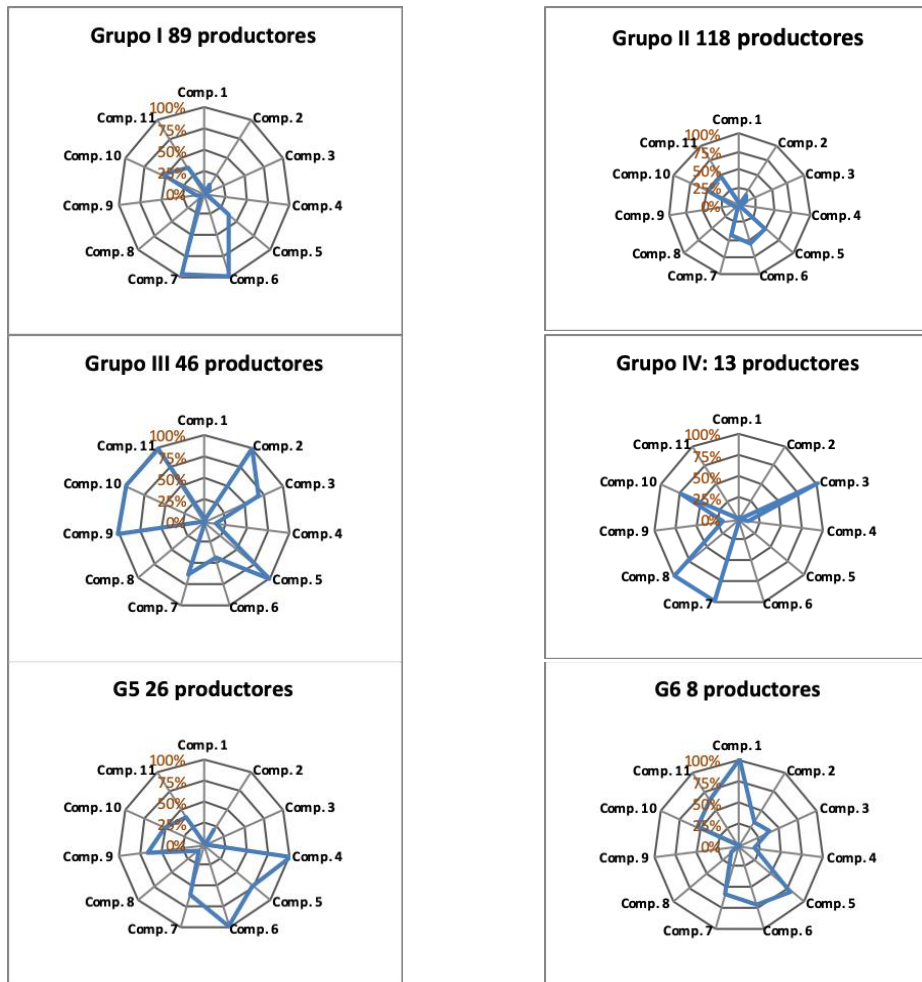 Grupo I 89 productores
Comp. 1
100%
Comp. 11
Comp. 2
75%
50%
Comp. 10
Comp. 3
25%
0%
Comp. 9
Comp. 4
Comp. 8
Comp. 5
Comp. 7
Comp. 6
Grupo II 118 productores
Comp. 1
100%
Comp. 11
Comp. 2
75%
50%
Comp. 10
Comp. 3
25%
0%
Comp. 9
Comp. 4
Comp. 8
Comp. 5
Comp. 7
Comp. 6
Grupo III 46 productores
Comp. 1
100%
Comp. 11
Comp. 2
75%
50%
Comp. 10
Comp. 3
25%
0%
Comp. 9
Comp. 4
Comp. 8
Comp. 5
Comp. 7
Comp. 6
Grupo IV: 13 productores
Comp. 1
100%
Comp. 11
Comp. 2
75%
50%
Comp. 10
Comp. 3
25%
0%
Comp. 9
Comp. 4
Comp. 8
Comp. 5
Comp. 7
Comp. 6
G5 26 productores
Comp. 1
100%
Comp. 11
Comp. 2
75%
50%
Comp. 10
Comp. 3
25%
0%
Comp. 9
Comp. 4
Comp. 8
Comp. 5
Comp. 7
Comp. 6
G6 8 productores
Comp. 1
100%
Comp. 11
Comp. 2
75%
50%
Comp. 10
Comp. 3
25%
0%
Comp. 9
Comp. 4
Comp. 8
Comp. 5
Comp. 7
Comp. 6